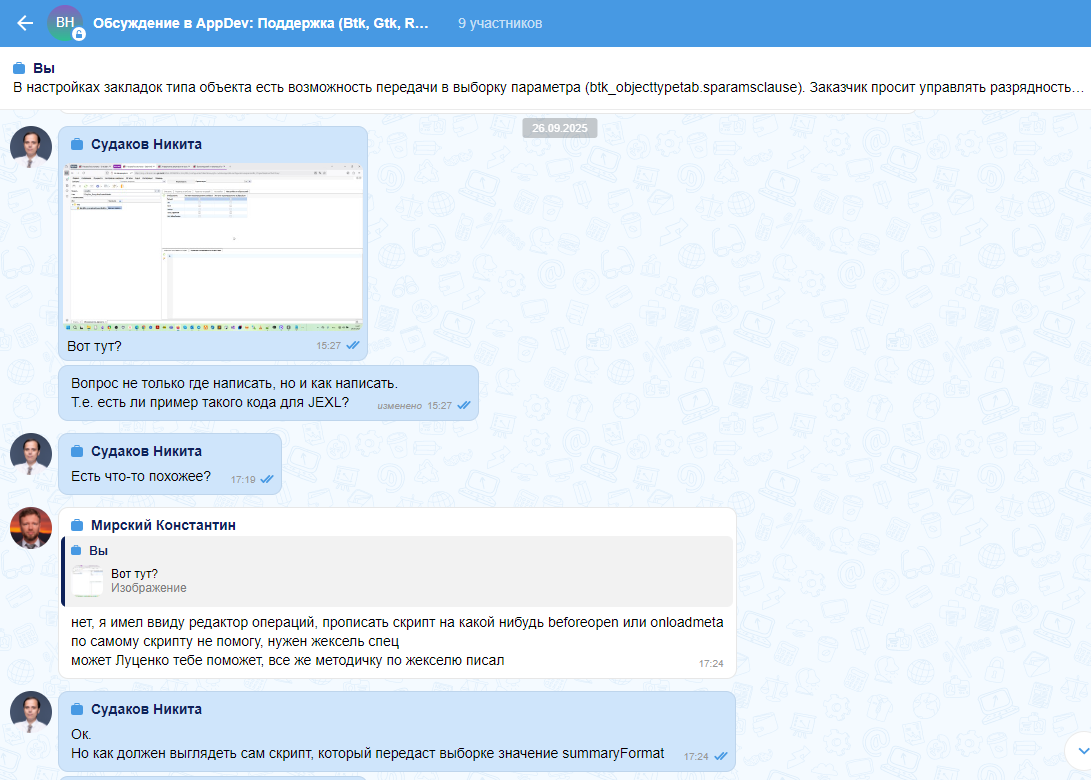 ВН
Обсуждение в AppDev: Поддержка (Btk, Gtk, R...
9 участников
Вы
В настройках закладок типа объекта есть возможность передачи в выборку параметра (btk_objecttypetab.sparamsclause). Заказчик просит управлять разрядность...
26.09.2025
Судаков Никита
Вот тут?
15:27
Вопрос не только где написать, но и как написать.
Т.е. есть ли пример такого кода для JEXL?
изменено 15:27
Судаков Никита
Есть что-то похожее?
17:19
Мирский Константин
Вы
Вот тут?
Изображение
нет, я имел ввиду редактор операций, прописать скрипт на какой нибудь beforeopen или onloadmeta
по самому скрипту не помогу, нужен жексель спец
может Луценко тебе поможет, все же методичку по жекселю писал
17:24
Судаков Никита
Ок.
Но как должен выглядеть сам скрипт, который передаст выборке значение summaryFormat
17:24